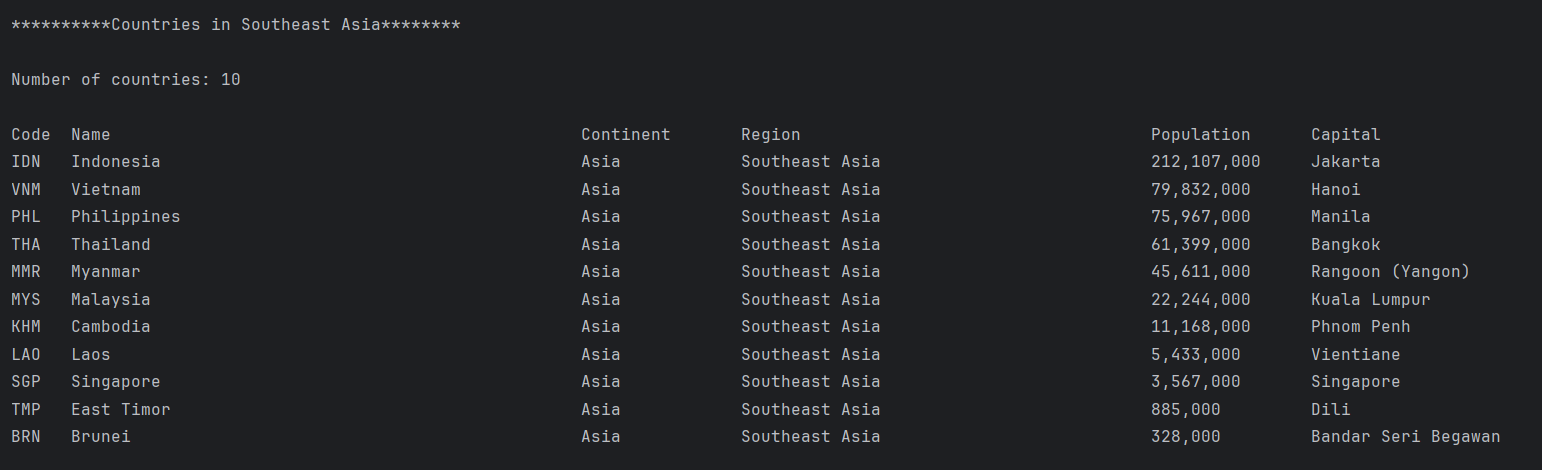 **********Countries in Southeast Asia********
Number of countries: 10
Code  Name                                               Continent       Region                                   Population      Capital
IDN   Indonesia                                          Asia            Southeast Asia                           212,107,000     Jakarta
VNM   Vietnam                                            Asia            Southeast Asia                           79,832,000      Hanoi
PHL   Philippines                                        Asia            Southeast Asia                           75,967,000      Manila
THA   Thailand                                           Asia            Southeast Asia                           61,399,000      Bangkok
MMR   Myanmar                                            Asia            Southeast Asia                           45,611,000      Rangoon (Yangon)
MYS   Malaysia                                           Asia            Southeast Asia                           22,244,000      Kuala Lumpur
KHM   Cambodia                                           Asia            Southeast Asia                           11,168,000      Phnom Penh
LAO   Laos                                               Asia            Southeast Asia                           5,433,000       Vientiane
SGP   Singapore                                          Asia            Southeast Asia                           3,567,000       Singapore
TMP   East Timor                                         Asia            Southeast Asia                           885,000         Dili
BRN   Brunei                                             Asia            Southeast Asia                           328,000         Bandar Seri Begawan